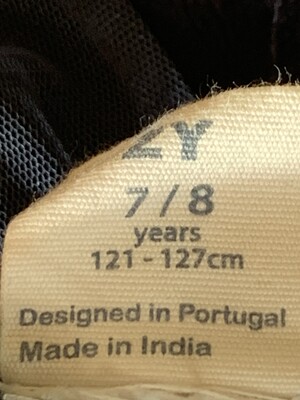 ZY
7 / 8
years
121 - 127cm
Designed in Portugal
Made in India